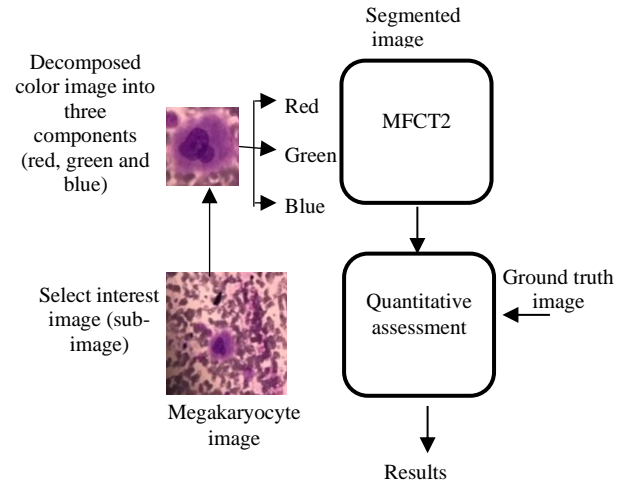 Segmented
image
Decomposed
color image into
three
components
(red, green and
blue)
Red
Green
Blue
MFCT2
Select interest
image (sub-
image)
Megakaryocyte
image
Quantitative
assessment
Ground truth
image
Results